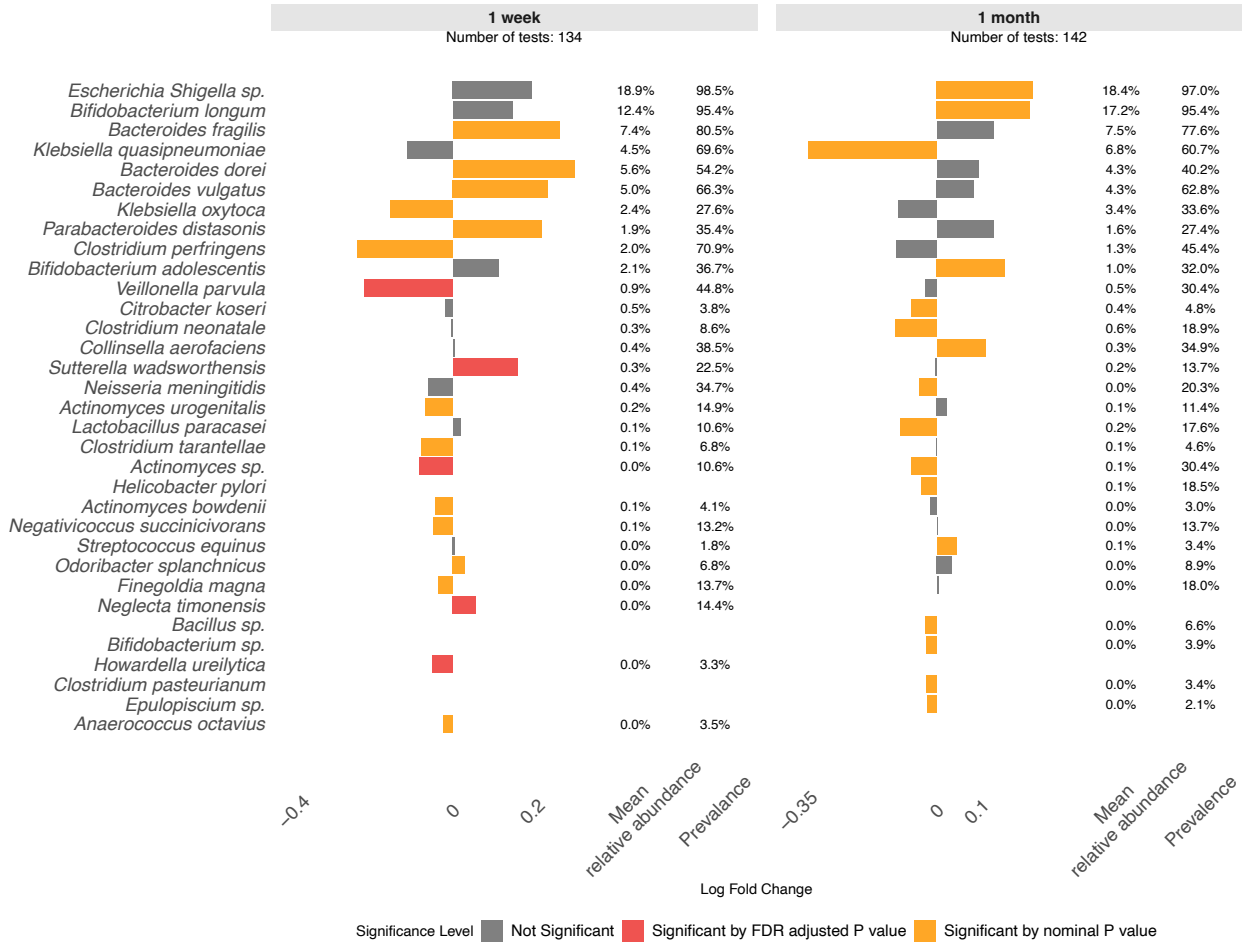 1 week 1 month
Number of tests: 134 Number of tests: 142
Escherichia Shigella sp. 18.9% 98.5% 18.4% 97.0%
Bifidobacterium longum 12.4% 95.4% 17.2% 95.4%
Bacteroides fragilis 7.4% 80.5% 7.5% 77.6%
Klebsiella quasipneumoniae 4.5% 69.6% 6.8% 60.7%
Bacteroides dorei 5.6% 54.2% 4.3% 40.2%
Bacteroides vulgatus 5.0% 66.3% 4.3% 62.8%
Klebsiella oxytoca 2.4% 27.6% 3.4% 33.6%
Parabacteroides distasonis 1.9% 35.4% 1.6% 27.4%
Clostridium perfringens 2.0% 70.9% 1.3% 45.4%
Bifidobacterium adolescentis 2.1% 36.7% 1.0% 32.0%
Veillonella parvula 0.9% 44.8% 0.5% 30.4%
Citrobacter koseri 0.5% 3.8% 0.4% 4.8%
Clostridium neonatale 0.3% 8.6% 0.6% 18.9%
Collinsella aerofaciens 0.4% 38.5% 0.3% 34.9%
Sutterella wadsworthensis 0.3% 22.5% 0.2% 13.7%
Neisseria meningitidis 0.4% 34.7% 0.0% 20.3%
Actinomyces urogenitalis 0.2% 14.9% 0.1% 11.4%
Lactobacillus paracasei 0.1% 10.6% 0.2% 17.6%
Clostridium tarantellae 0.1% 6.8% 0.1% 4.6%
Actinomyces sp. 0.0% 10.6% 0.1% 30.4%
Helicobacter pylori 0.1% 18.5%
Actinomyces bowdenii 0.1% 4.1% 0.0% 3.0%
Negativicoccus succinicivorans 0.1% 13.2% 0.0% 13.7%
Streptococcus equinus 0.0% 1.8% 0.1% 3.4%
Odoribacter splanchnicus 0.0% 6.8% 0.0% 8.9%
Finegoldia magna 0.0% 13.7% 0.0% 18.0%
Neglecta timonensis 0.0% 14.4%
Bacillus sp. 0.0% 6.6%
Bifidobacterium sp. 0.0% 3.9%
Howardella ureilytica 0.0% 3.3%
Clostridium pasteurianum 0.0% 3.4%
Epulopiscium sp. 0.0% 2.1%
Anaerococcus octavius 0.0% 3.5%
−0.4 0 0.2 Mean relative abundance Prevalance −0.35 0 0.1 Mean relative abundance Prevalance
Log Fold Change
Significance Level Not Significant Significant by FDR adjusted P value Significant by nominal P value